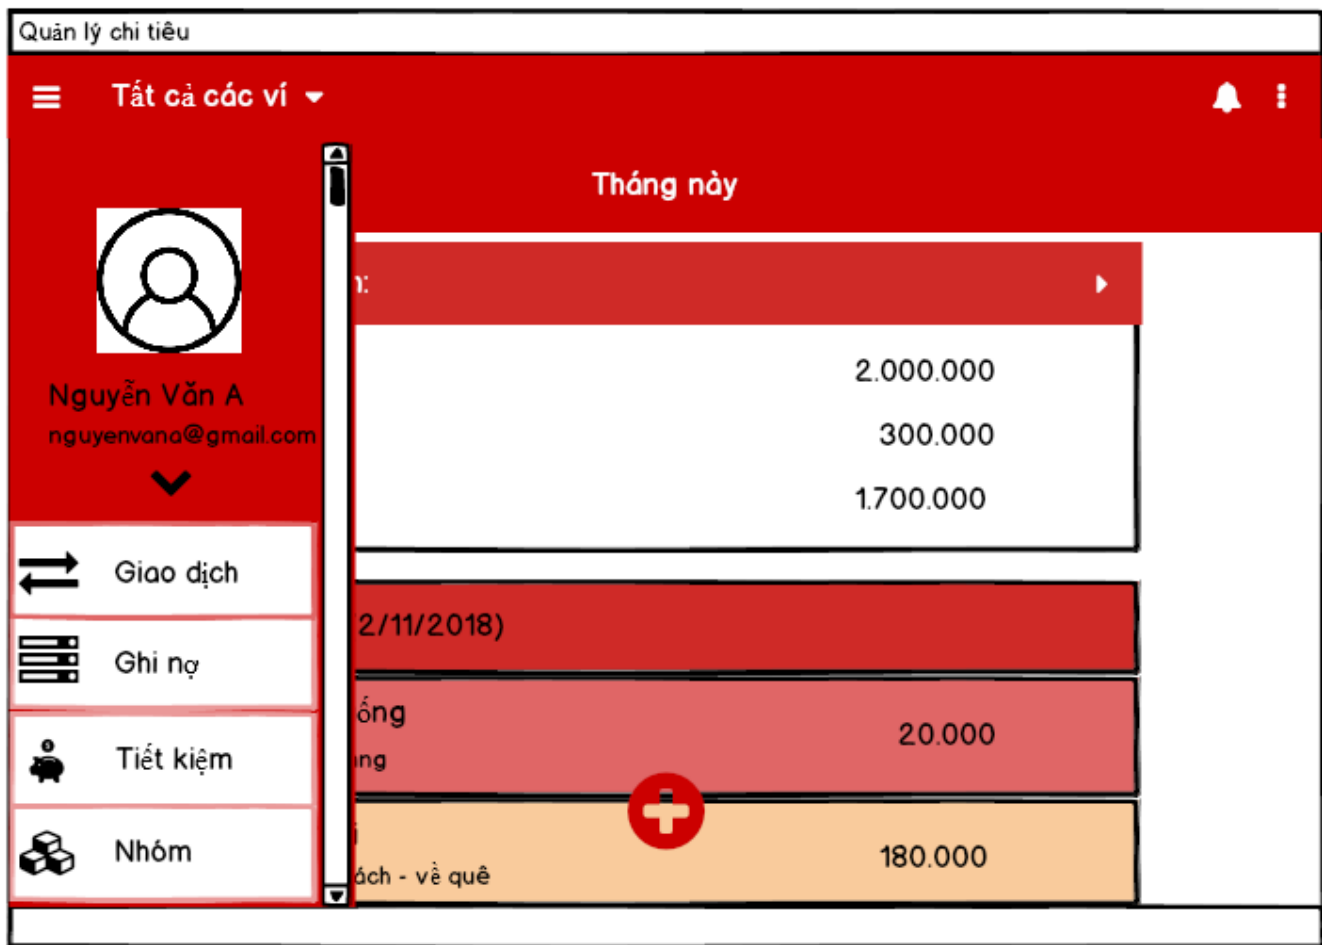 Quản lý chi tiêu
Tất cả các ví
Tháng này
Nguyễn Văn A
nguyenvana@gmail.com
Giao dịch
Ghi nợ
Tiết kiệm
Nhóm
2.000.000
300.000
1.700.000
2/11/2018)
ống
20.000
ng
180.000
ách - về quê